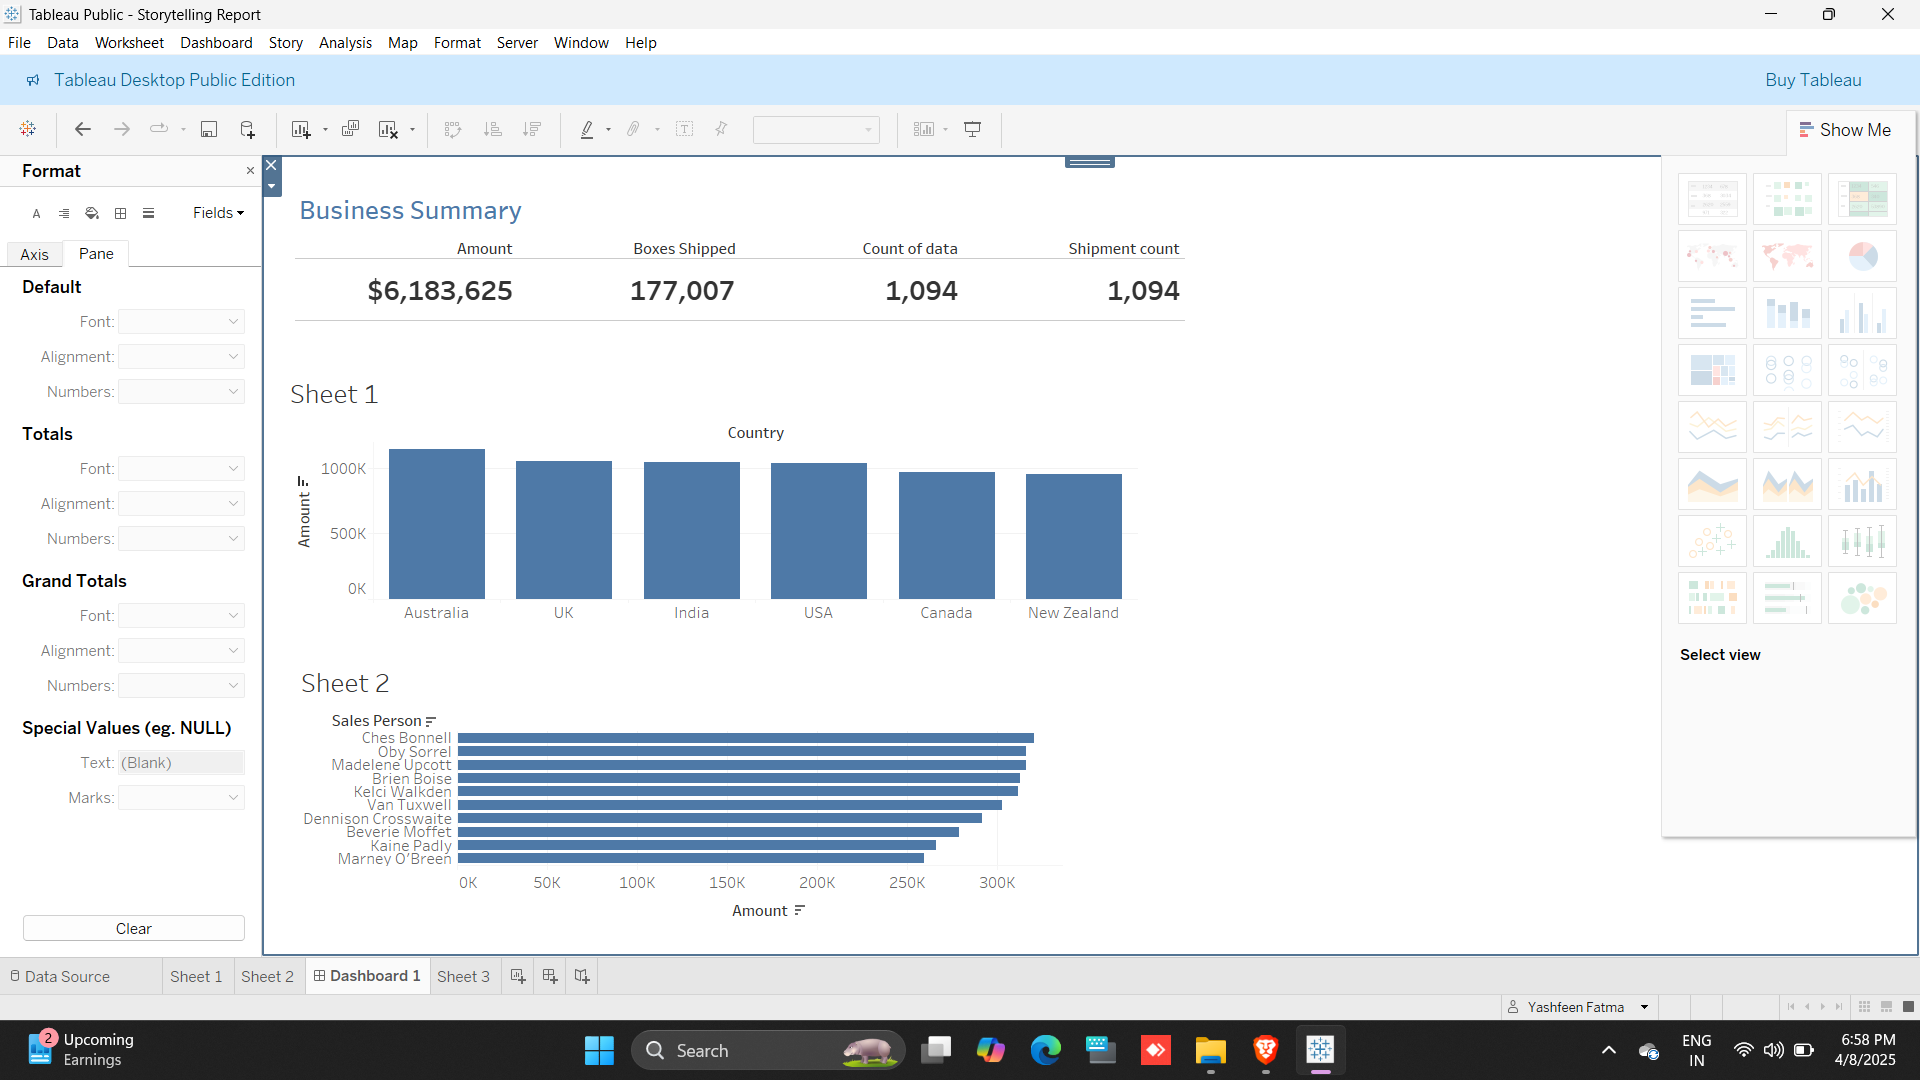 Tableau Public - Storytelling Report
File Data Worksheet Dashboard Story Analysis Map Format Server Window Help
Tableau Desktop Public Edition
Buy Tableau
Show Me
Format
Fields
Axis Pane
Default
Font:
Alignment:
Numbers:
Totals
Font:
Alignment:
Numbers:
Grand Totals
Font:
Alignment:
Numbers:
Special Values (eg. NULL)
Text: (Blank)
Marks:
Clear
Business Summary
Amount Boxes Shipped Count of data Shipment count
$6,183,625 177,007 1,094 1,094
Sheet 1
Country
Amount
1000K
500K
0K
Australia UK India USA Canada New Zealand
Sheet 2
Sales Person
Ches Bonnell
Oby Sorrel
Madelene Upcott
Brien Boise
Kelci Walkden
Van Tuxwell
Dennison Crosswaite
Beverie Moffet
Kaine Padly
Marney O’Breen
0K 50K 100K 150K 200K 250K 300K
Amount
Select view
Data Source Sheet 1 Sheet 2 Dashboard 1 Sheet 3
Yashfeen Fatma
2
Upcoming
Earnings
Search
ENG
IN
6:58 PM
4/8/2025